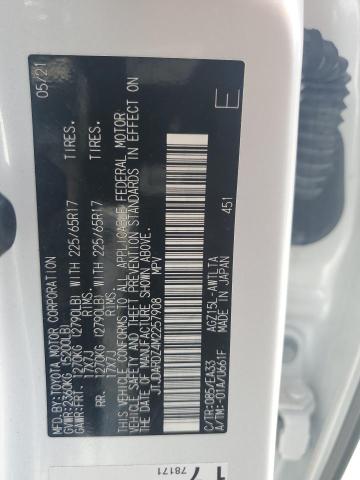 05/21
MFD. BY: TOYOTA MOTOR CORPORATION
GVWR: 2360KG (5200LB)
GAWR: FRT. 1270KG (2790LB) WITH 225/65R17 TIRES.
17X7J RIMS.
RR. 1270KG (2790LB) WITH 225/65R17 TIRES.
17X7J RIMS.
THIS VEHICLE CONFORMS TO ALL APPLICABLE FEDERAL MOTOR
VEHICLE SAFETY AND THEFT PREVENTION STANDARDS IN EFFECT ON
THE DATE OF MANUFACTURE SHOWN ABOVE.
JTJDARDZ4M2257908 MPV
451
E
C/TR:085/EA33 AGZ15L-AWTLTA
A/TM:-01A/U661F MADE IN JAPAN
17
78171